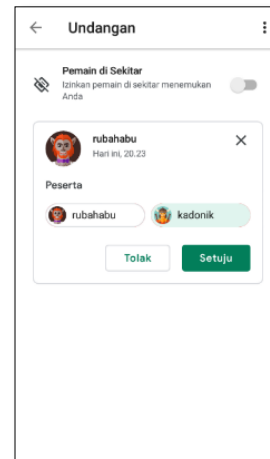 Undangan
Pemain di Sekitar
Izinkan pemain di sekitar menemukan
Anda
rubahabu
Hari ini, 20.23
Peserta
rubahabu
kadonik
Tolak
Setuju